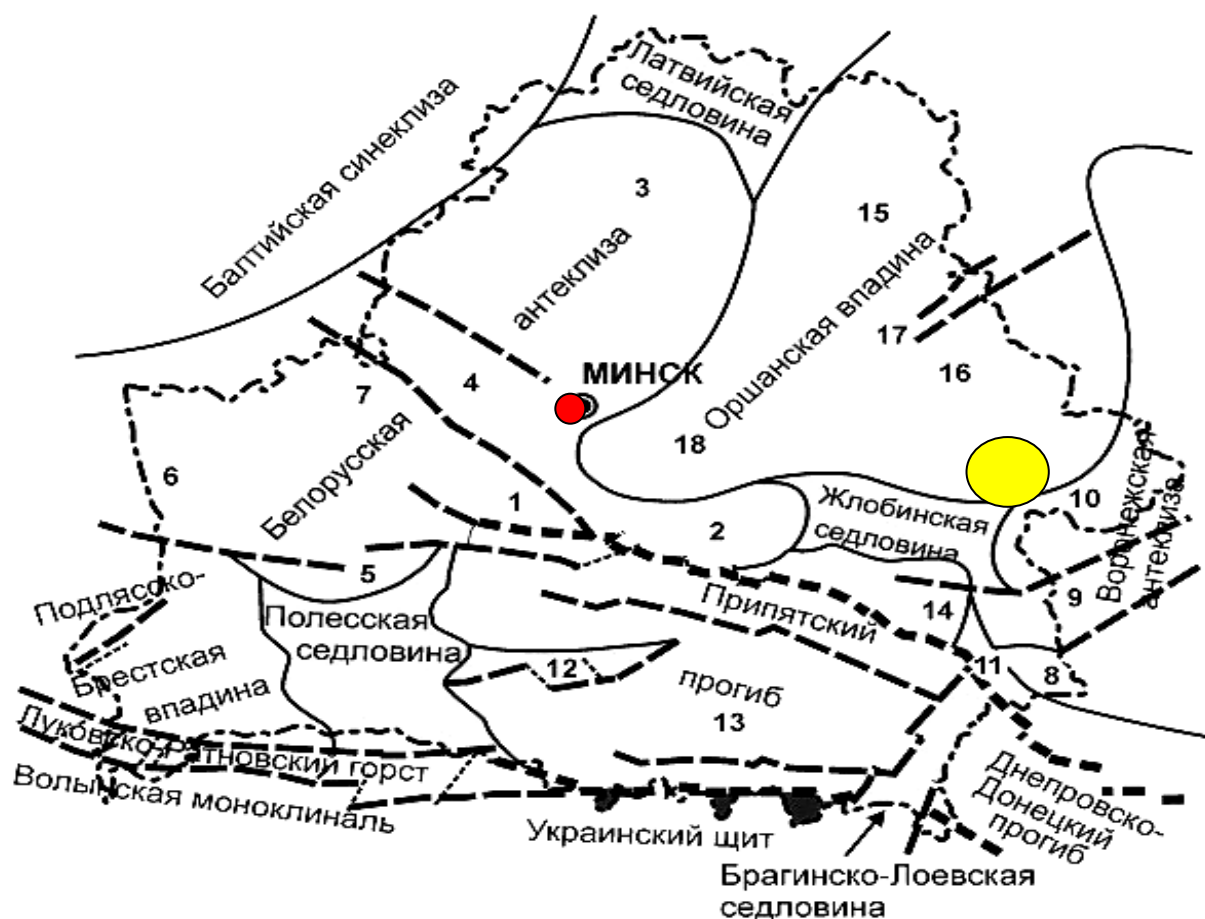 Латвийская
седловина
Балтийская синеклиза
3
15
антеклиза
Оршанская впадина
17
16
7
4
МИНСК
18
6
Белорусская
1
2
Жлобинская
седловина
10
Воронежская
антеклиза
5
9
Подлясско-
Брестская
впадина
Полесская
седловина
Припятский
прогиб
14
12
11
8
13
Луковско-Ратновский горст
Волынская моноклиналь
Украинский щит
Днепровско-
Донецкий
прогиб
Брагинско-Лоевская
седловина